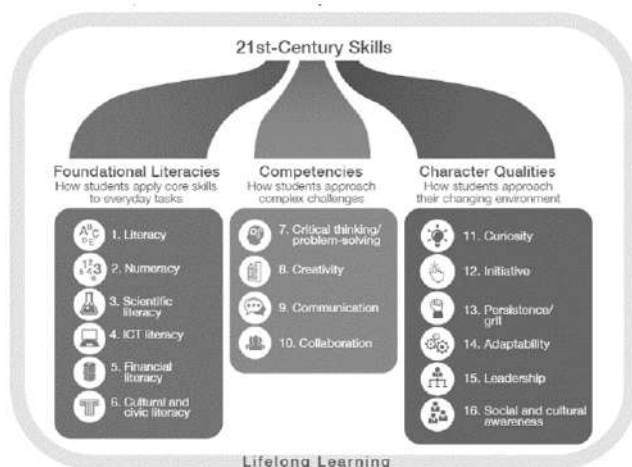 21st-Century Skills
Foundational Literacies
How students apply core skills
to everyday tasks
1. Literacy
2. Numeracy
3. Scientific
literacy
4. ICT literacy
5. Financial
literacy
6. Cultural and
civic literacy
Competencies
How students approach
complex challenges
7. Critical thinking/
problem-solving
8. Creativity
9. Communication
10. Collaboration
Character Qualities
How students approach
their changing environment
11. Curiosity
12. Initiative
13. Persistence/
grit
14. Adaptability
15. Leadership
16. Social and cultural
awareness
Lifelong Learning